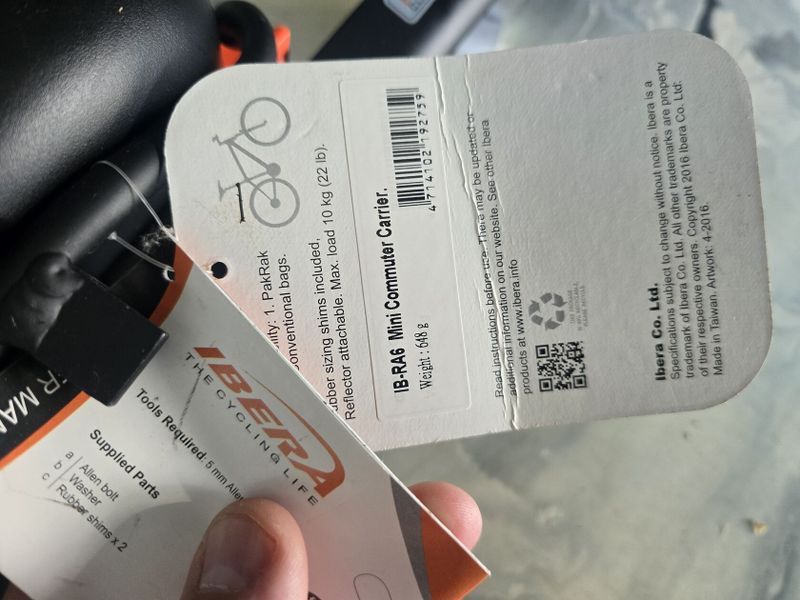 1. PakRak
conventional bags.
sizing shims included,
Reflector attachable. Max. load 10 kg (22 lb).
IB-RA6 Mini Commuter Carrier.
Weight : 648 g
4 714102 192759
Read instructions before use. There may be updated or
additional information on our website. See other Ibera
products at www.ibera.info
Ibera Co. Ltd.
Specifications subject to change without notice. Ibera is a
trademark of Ibera Co. Ltd. All other trademarks are property
of their respective owners. Copyright 2016 Ibera Co. Ltd.
Made in Taiwan. Artwork: 4-2016.
IBERA
THE CYCLING LIFE
Tools Required: 5 mm Allen
Supplied Parts
a Allen bolt
b Washer
c Rubber shims x 2